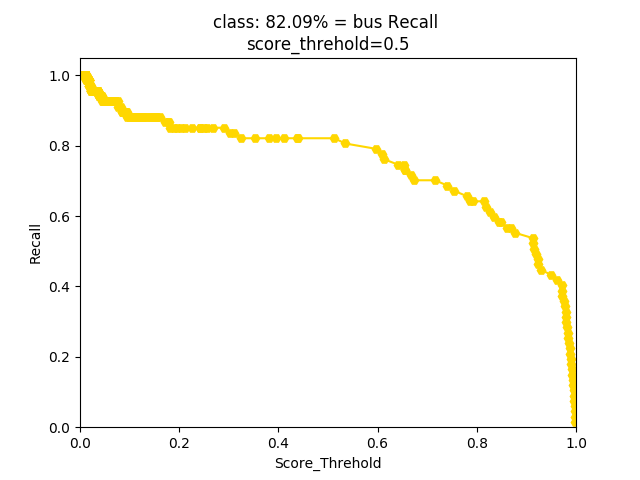 class: 82.09% = bus Recall
score_threhold=0.5
1.0
0.8
0.6
0.4
0.2
0.0
Recall
0.0 0.2 0.4 0.6 0.8 1.0
Score_Threhold